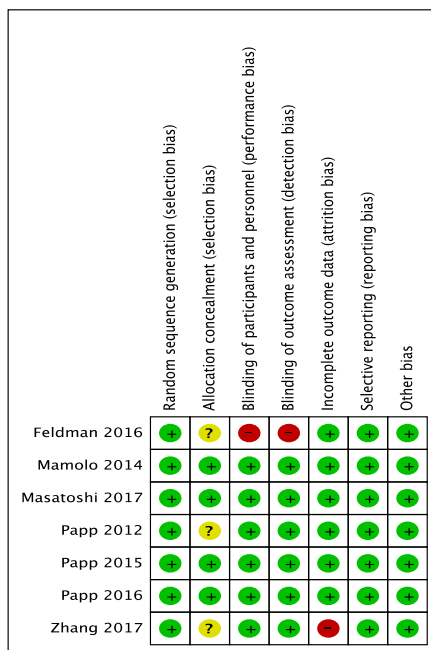 Random sequence generation (selection bias)
Allocation concealment (selection bias)
Blinding of participants and personnel (performance bias)
Blinding of outcome assessment (detection bias)
Incomplete outcome data (attrition bias)
Selective reporting (reporting bias)
Other bias
Feldman 2016 + ? - - + + +
Mamolo 2014 + + + + + + +
Masatoshi 2017 + + + + + + +
Papp 2012 + ? + + + + +
Papp 2015 + + + + + + +
Papp 2016 + + + + + + +
Zhang 2017 + ? + + - + +